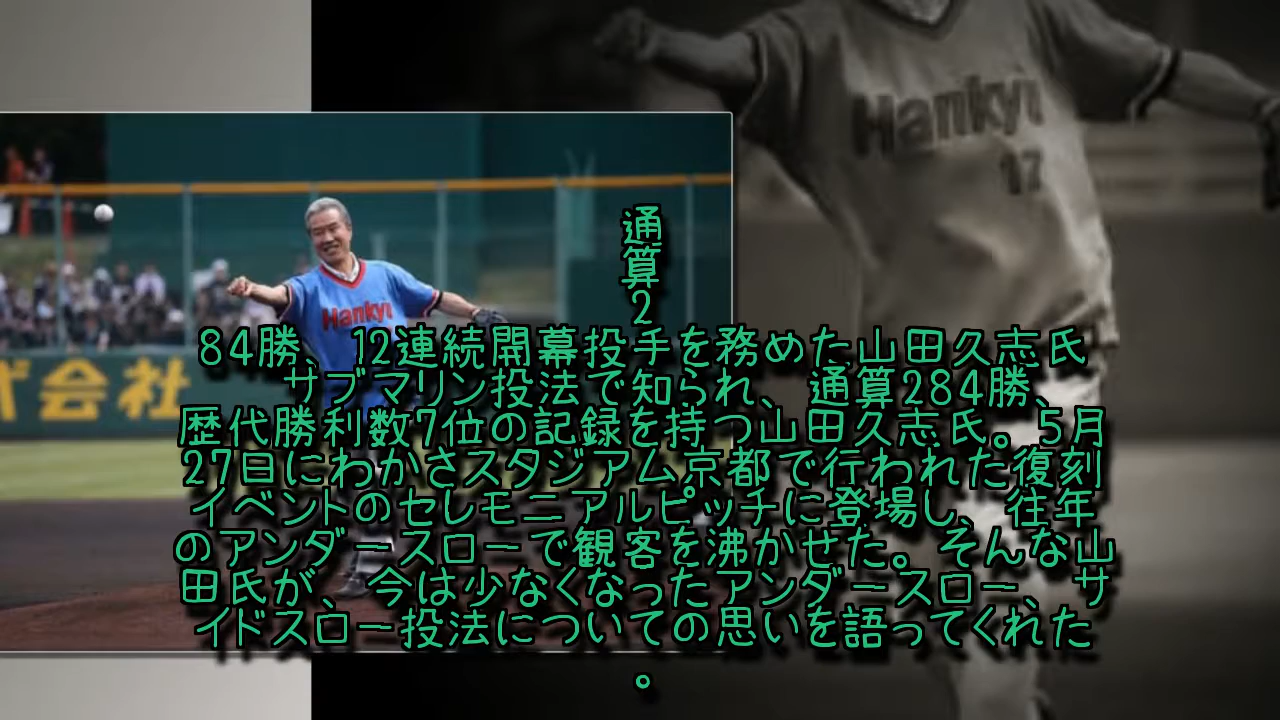 Hankyu
17
Hankyu
会社
通
算
2
84勝、12連続開幕投手を務めた山田久志氏
サブマリン投法で知られ、通算284勝、
歴代勝利数7位の記録を持つ山田久志氏。5月
27日にわかさスタジアム京都で行われた復刻
イベントのセレモニアルピッチに登場し、往年
のアンダースローで観客を沸かせた。そんな山
田氏が、今は少なくなったアンダースロー、サ
イドスロー投法についての思いを語ってくれた
。